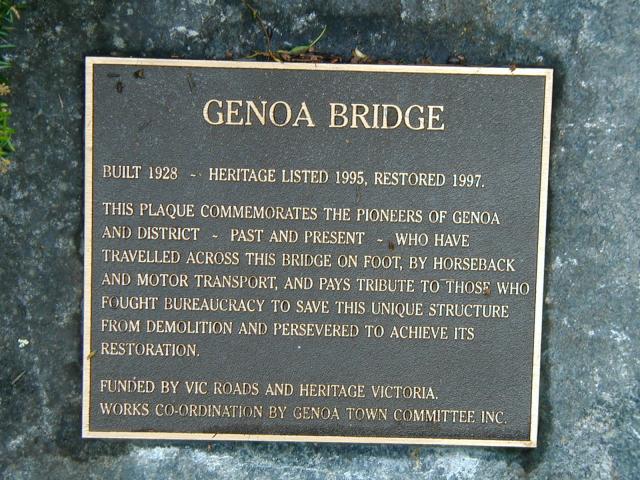 GENOA BRIDGE
BUILT 1928 ~ HERITAGE LISTED 1995, RESTORED 1997.
THIS PLAQUE COMMEMORATES THE PIONEERS OF GENOA
AND DISTRICT ~ PAST AND PRESENT ~ WHO HAVE
TRAVELLED ACROSS THIS BRIDGE ON FOOT, BY HORSEBACK
AND MOTOR TRANSPORT, AND PAYS TRIBUTE TO THOSE WHO
FOUGHT BUREAUCRACY TO SAVE THIS UNIQUE STRUCTURE
FROM DEMOLITION AND PERSEVERED TO ACHIEVE ITS
RESTORATION.
FUNDED BY VIC ROADS AND HERITAGE VICTORIA.
WORKS CO-ORDINATION BY GENOA TOWN COMMITTEE INC.